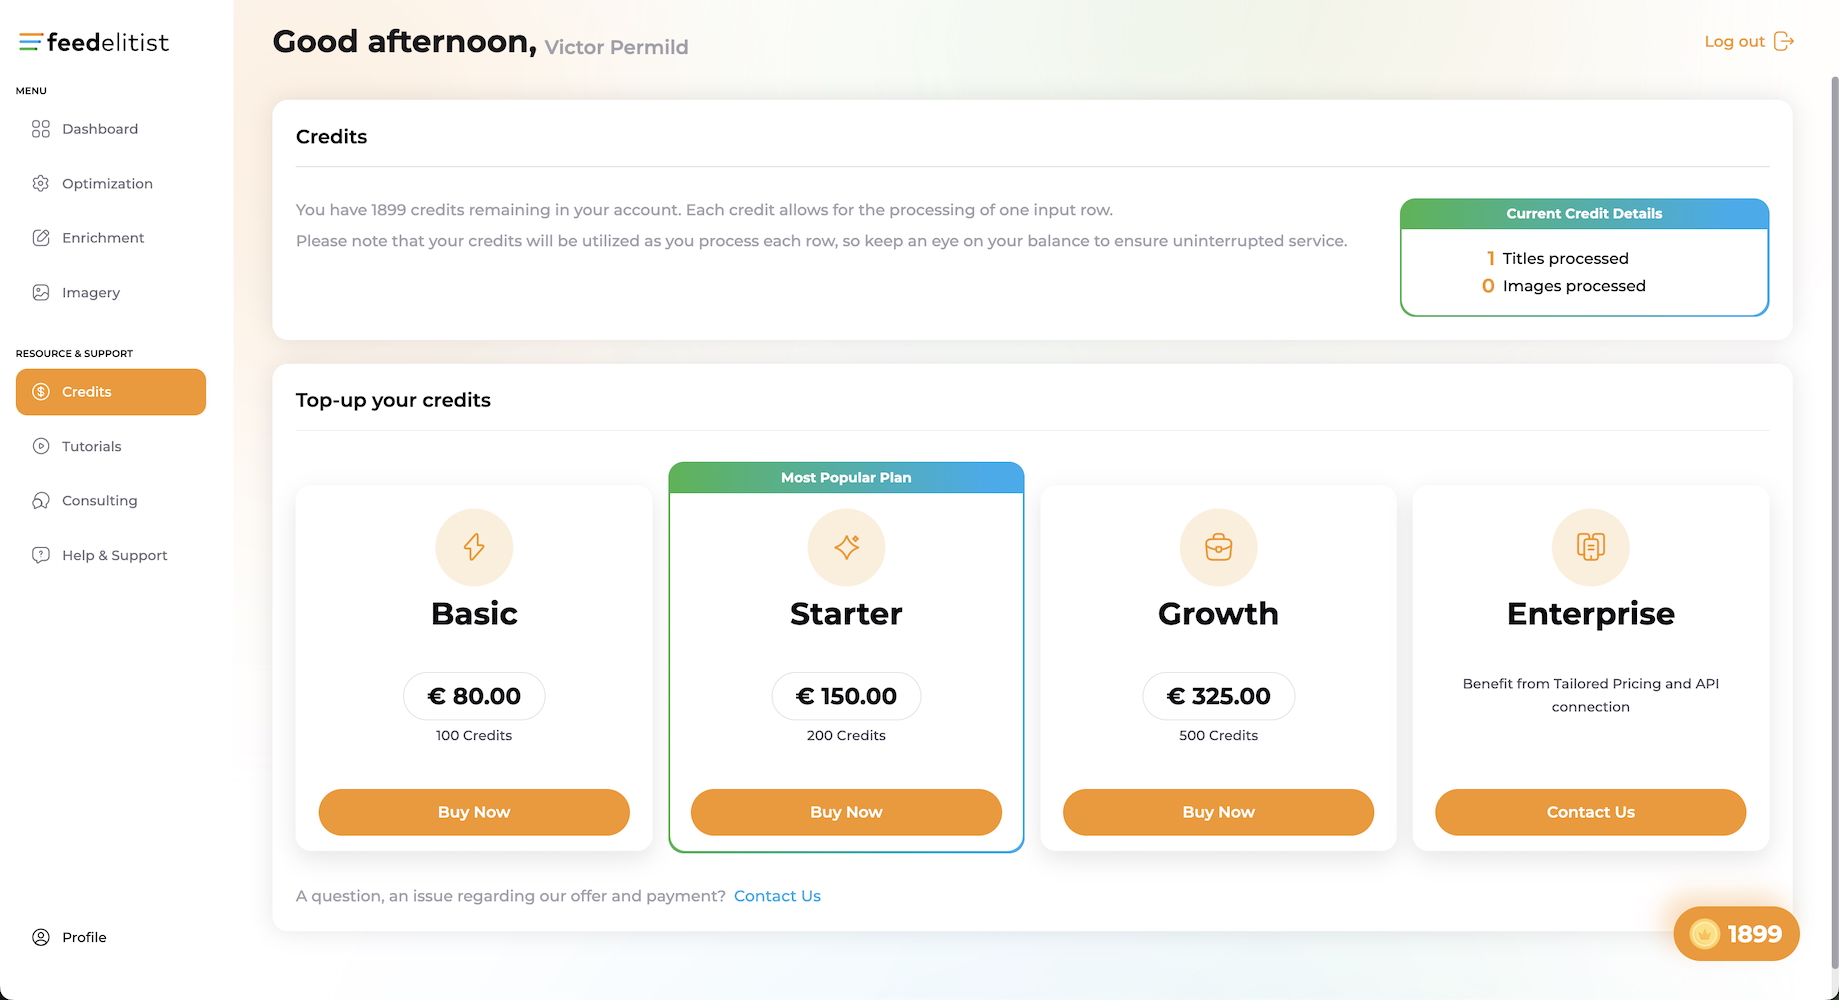 feedelitist
MENU
Dashboard
Optimization
Enrichment
Imagery
RESOURCE & SUPPORT
Credits
Tutorials
Consulting
Help & Support
Profile
Good afternoon, Victor Permild
Log out
Credits
You have 1899 credits remaining in your account. Each credit allows for the processing of one input row.
Please note that your credits will be utilized as you process each row, so keep an eye on your balance to ensure uninterrupted service.
Current Credit Details
1 Titles processed
0 Images processed
Top-up your credits
Basic
€ 80.00
100 Credits
Buy Now
Most Popular Plan
Starter
€ 150.00
200 Credits
Buy Now
Growth
€ 325.00
500 Credits
Buy Now
Enterprise
Benefit from Tailored Pricing and API
connection
Contact Us
A question, an issue regarding our offer and payment? Contact Us
1899